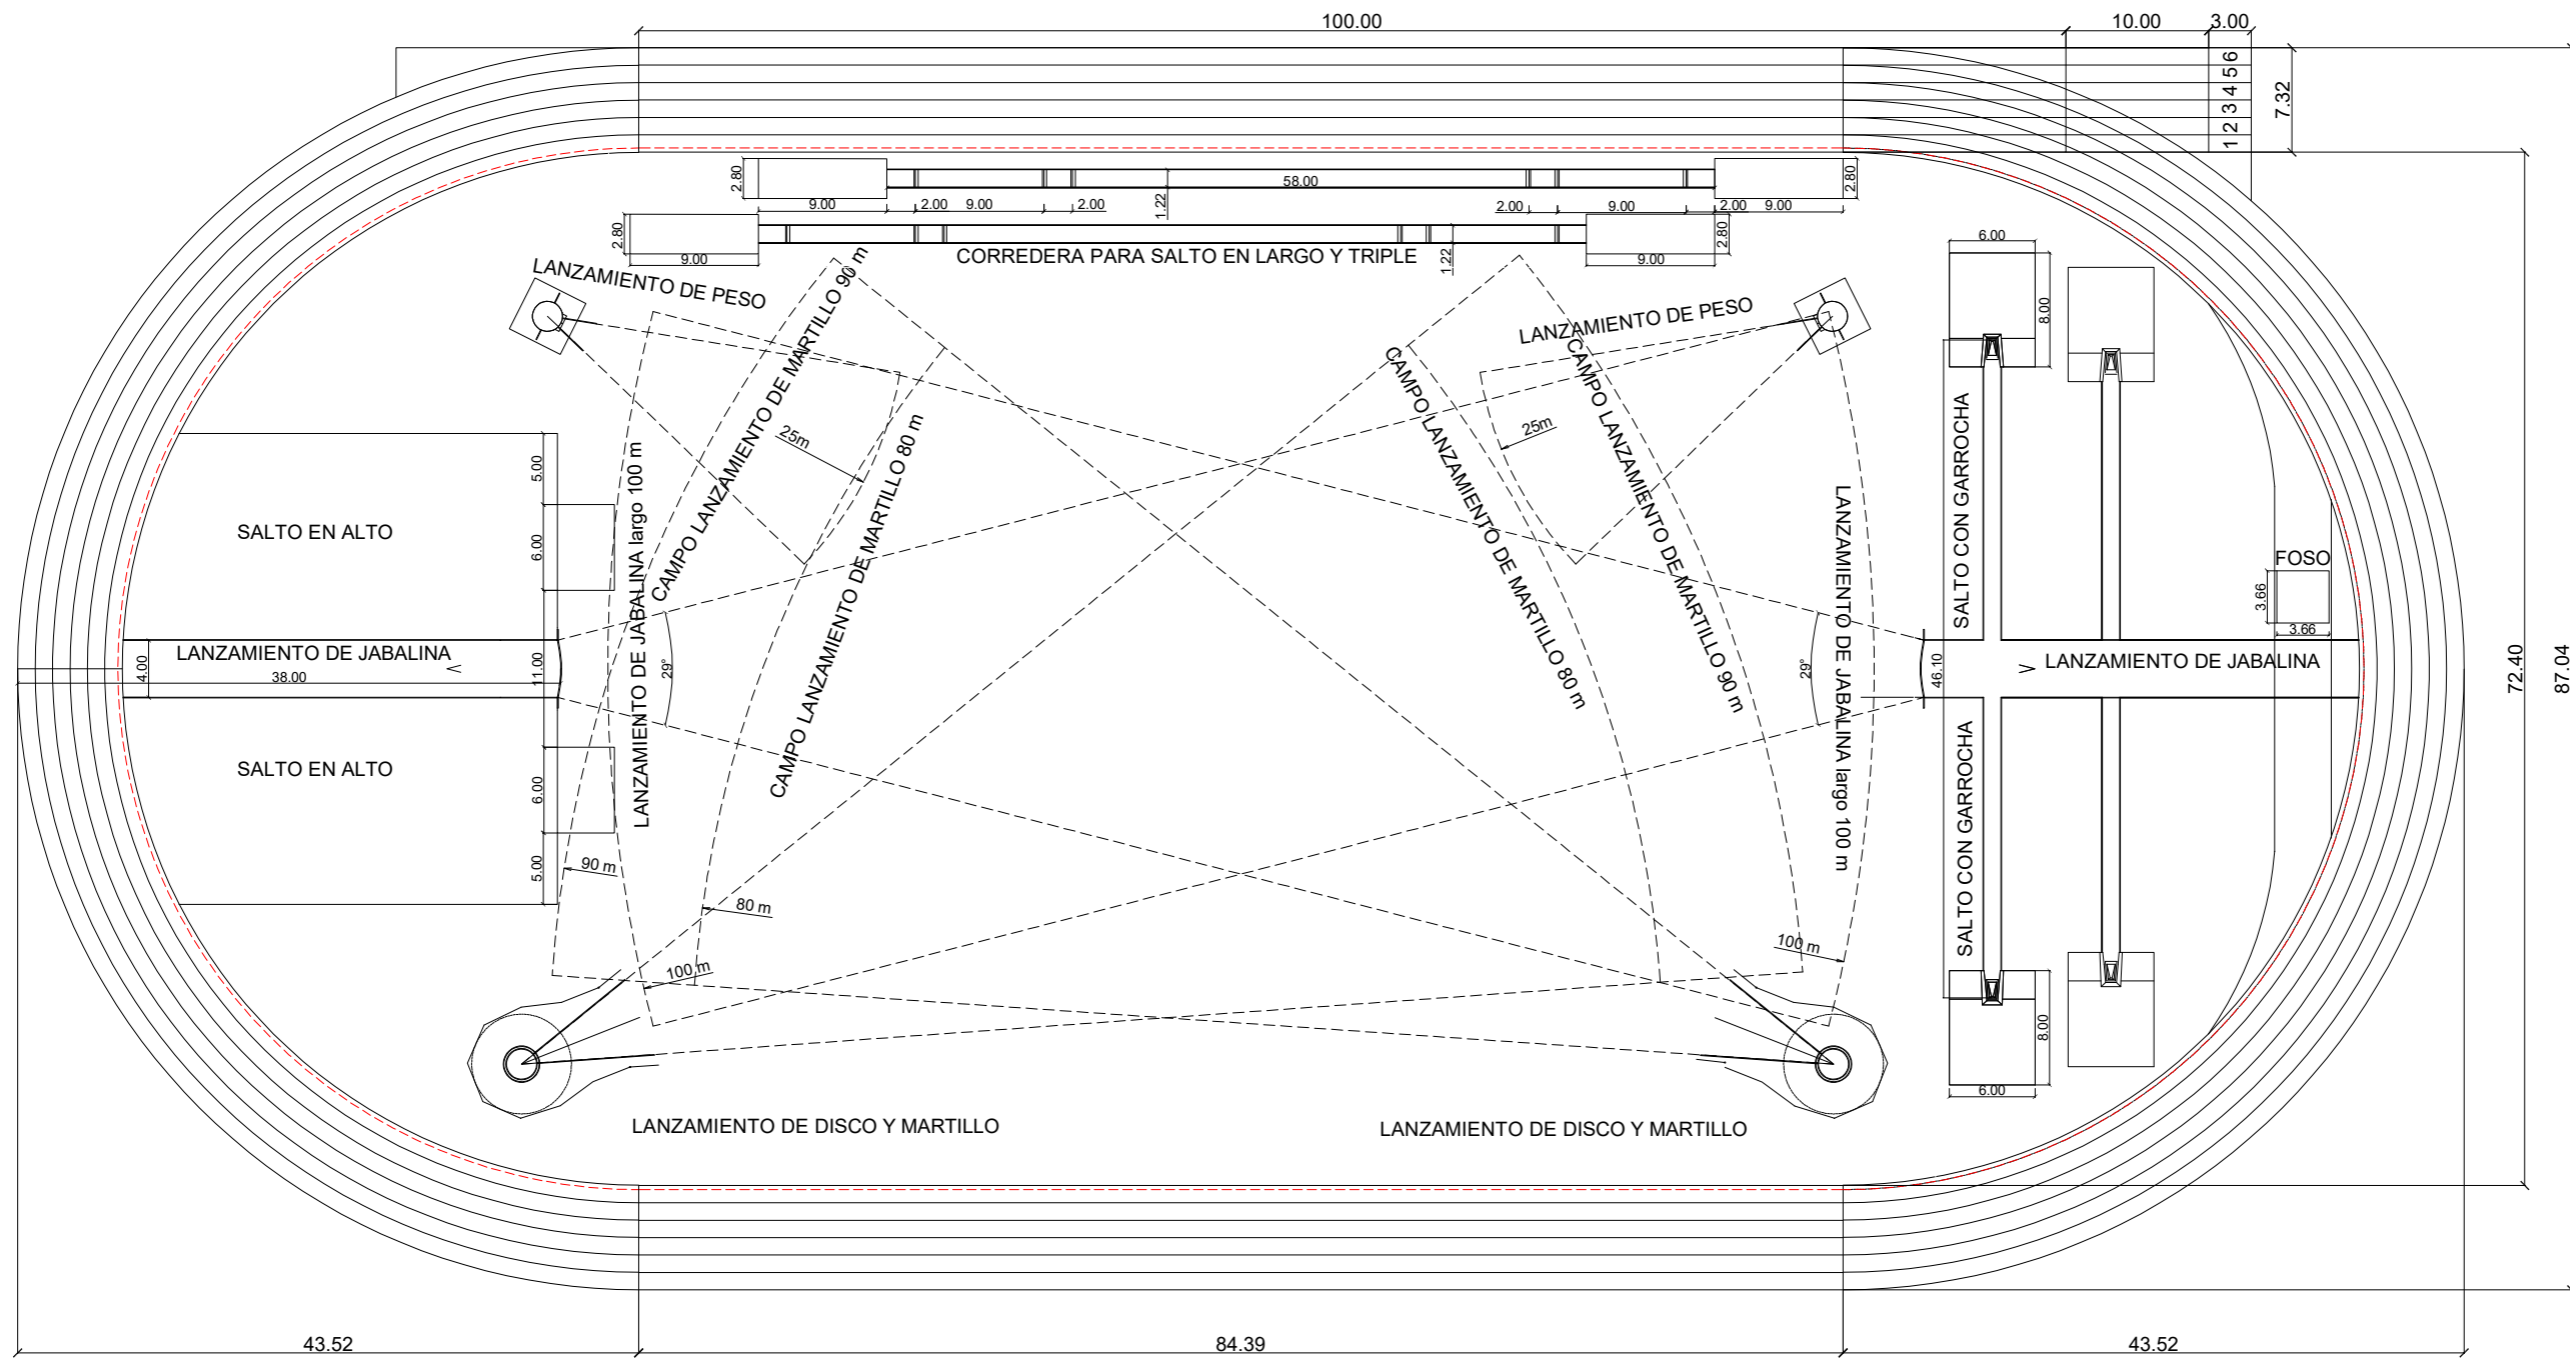 100.00
10.00
3.00
6
5
4
3
2
1
7.32
2.80
58.00
2.80
9.00
2.00
9.00
2.00
1.22
2.00
9.00
2.00
9.00
2.80
9.00
CORREDERA PARA SALTO EN LARGO Y TRIPLE
1.22
9.00
2.80
6.00
8.00
LANZAMIENTO DE PESO
LANZAMIENTO DE PESO
CAMPO LANZAMIENTO DE MARTILLO 90 m
CAMPO LANZAMIENTO DE MARTILLO 80 m
25m
25m
CAMPO LANZAMIENTO DE MARTILLO 80 m
CAMPO LANZAMIENTO DE MARTILLO 90 m
LANZAMIENTO DE JABALINA largo 100 m
LANZAMIENTO DE JABALINA largo 100 m
SALTO CON GARROCHA
5.00
SALTO EN ALTO
6.00
FOSO
3.66
3.66
4.00
LANZAMIENTO DE JABALINA
38.00
11.00
29°
29°
46.10
LANZAMIENTO DE JABALINA
72.40
87.04
SALTO EN ALTO
6.00
5.00
SALTO CON GARROCHA
90 m
80 m
100 m
100 m
8.00
6.00
LANZAMIENTO DE DISCO Y MARTILLO
LANZAMIENTO DE DISCO Y MARTILLO
43.52
84.39
43.52